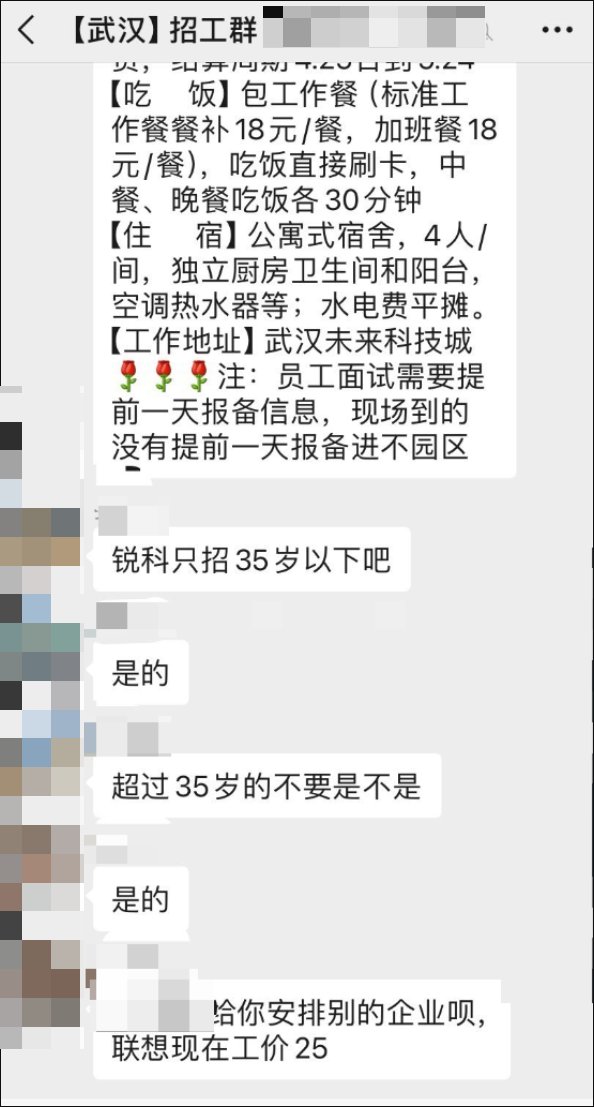 【武汉】招工群
【吃 饭】包工作餐（标准工
作餐餐补18元/餐，加班餐18
元/餐），吃饭直接刷卡，中
餐、晚餐吃饭各30分钟
【住 宿】公寓式宿舍，4人/
间，独立厨房卫生间和阳台，
空调热水器等；水电费平摊。
【工作地址】武汉未来科技城
🌹🌹🌹注：员工面试需要提
前一天报备信息，现场到的
没有提前一天报备进不园区
锐科只招35岁以下吧
是的
超过35岁的不要是不是
是的
给你安排别的企业呗，
联想现在工价25